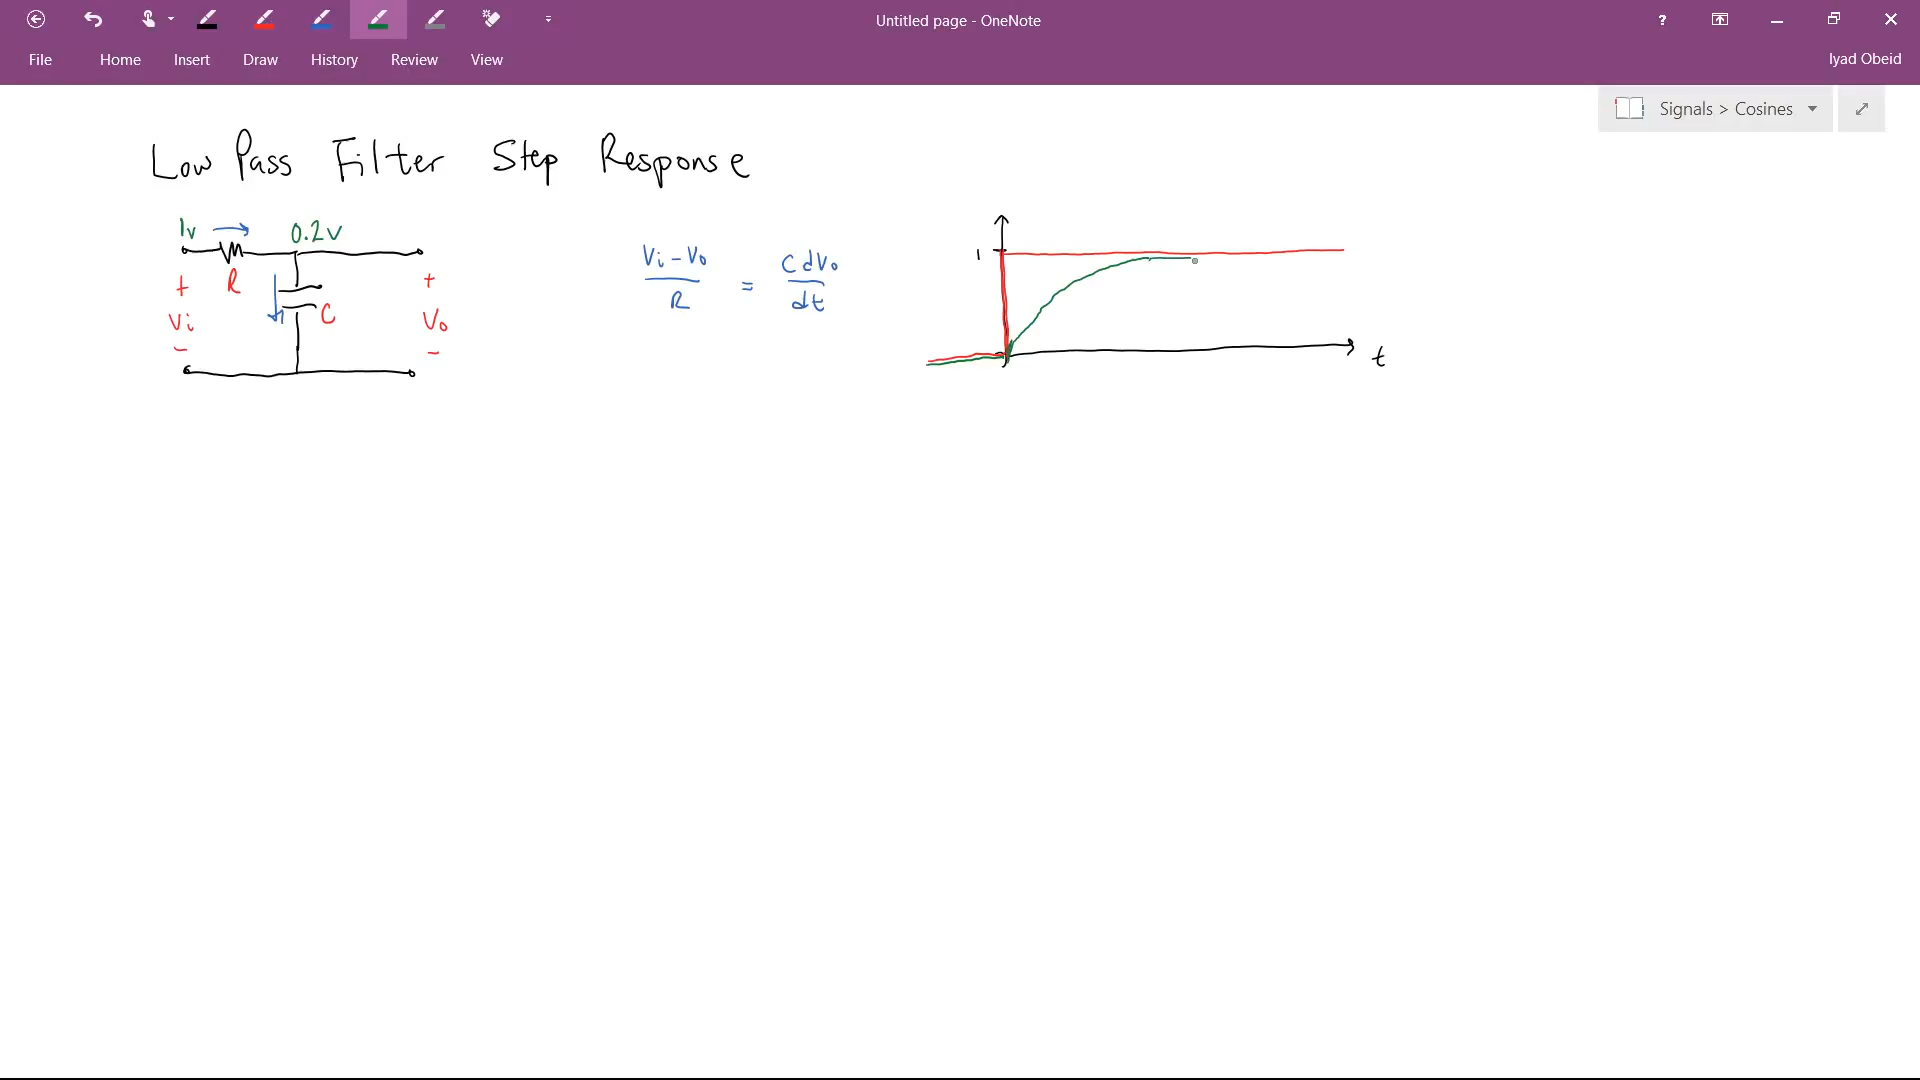 Untitled page - OneNote
?
File Home Insert Draw History Review View
Iyad Obeid
Signals > Cosines
Low Pass Filter Step Response
1v
0.2v
+ R
C
+
Vi
Vo
-
-
Vi - Vo
R
=
C dVo
dt
1
t